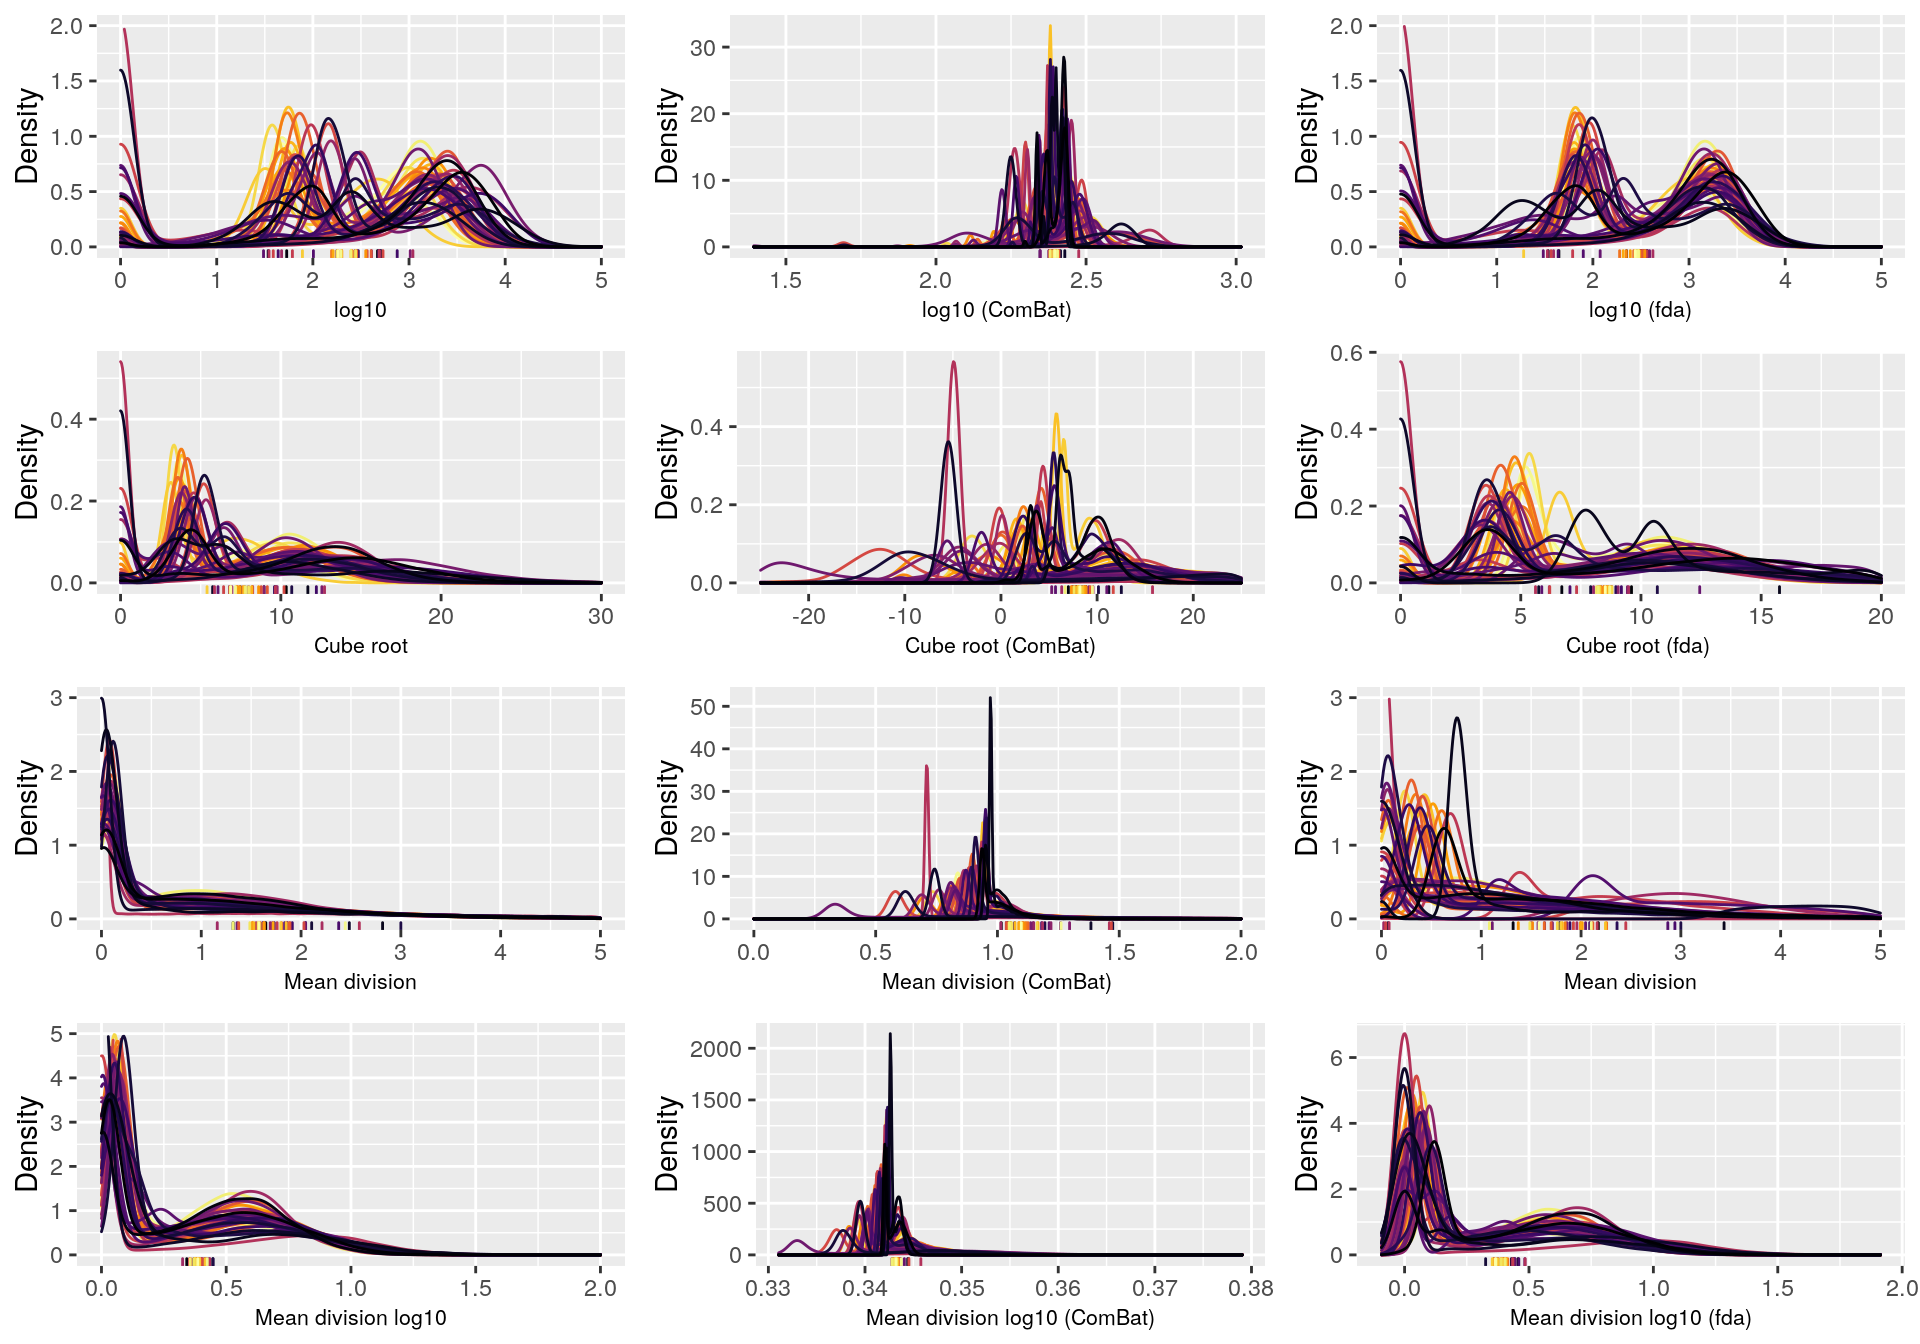 Density
2.0
1.5
1.0
0.5
0.0
0 1 2 3 4 5
log10
Density
30
20
10
0
1.5 2.0 2.5 3.0
log10 (ComBat)
Density
2.0
1.5
1.0
0.5
0.0
0 1 2 3 4 5
log10 (fda)
Density
0.4
0.2
0.0
0 10 20 30
Cube root
Density
0.4
0.2
0.0
-20 -10 0 10 20
Cube root (ComBat)
Density
0.6
0.4
0.2
0.0
0 5 10 15 20
Cube root (fda)
Density
3
2
1
0
0 1 2 3 4 5
Mean division
Density
50
40
30
20
10
0
0.0 0.5 1.0 1.5 2.0
Mean division (ComBat)
Density
3
2
1
0
0 1 2 3 4 5
Mean division
Density
5
4
3
2
1
0
0.0 0.5 1.0 1.5 2.0
Mean division log10
Density
2000
1500
1000
500
0
0.33 0.34 0.35 0.36 0.37 0.38
Mean division log10 (ComBat)
Density
6
4
2
0
0.0 0.5 1.0 1.5 2.0
Mean division log10 (fda)